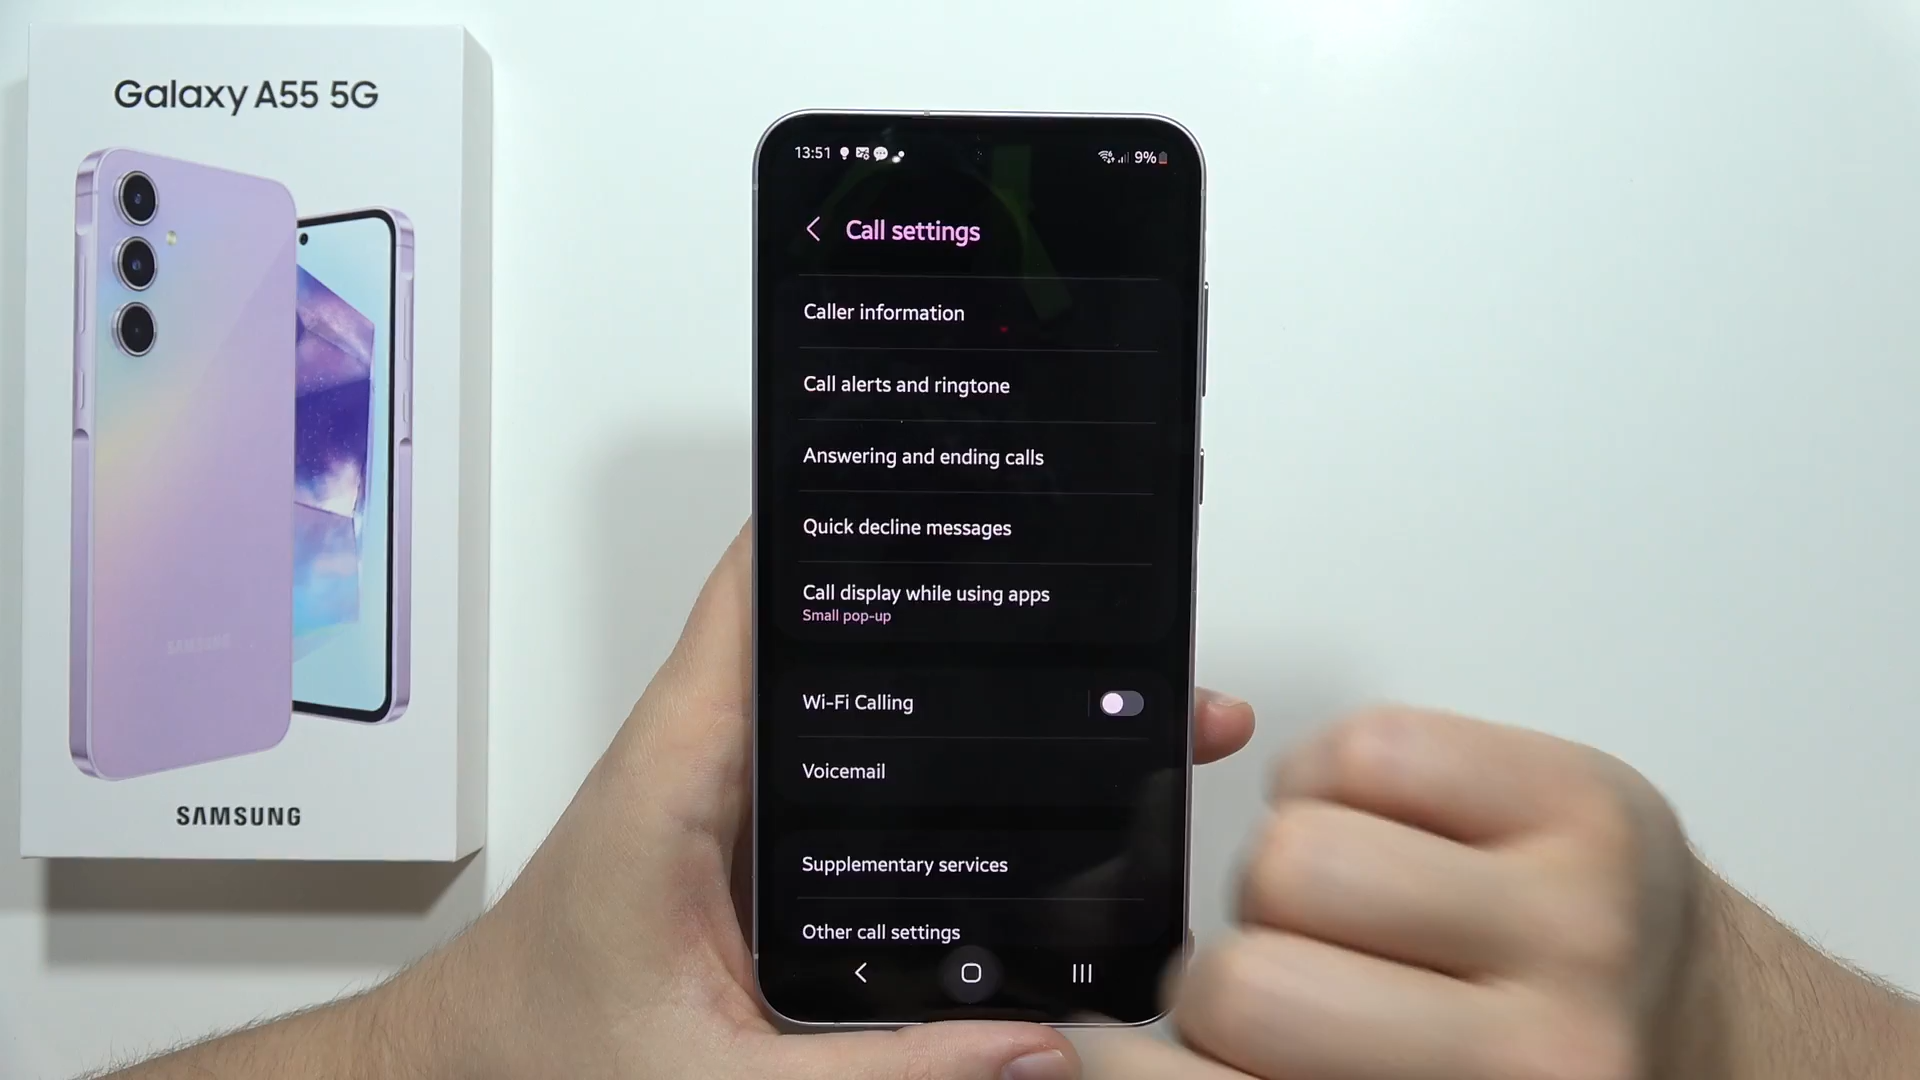 Galaxy A55 5G
SAMSUNG
SAMSUNG
13:51
9%
Call settings
Caller information
Call alerts and ringtone
Answering and ending calls
Quick decline messages
Call display while using apps
Small pop-up
Wi-Fi Calling
Voicemail
Supplementary services
Other call settings